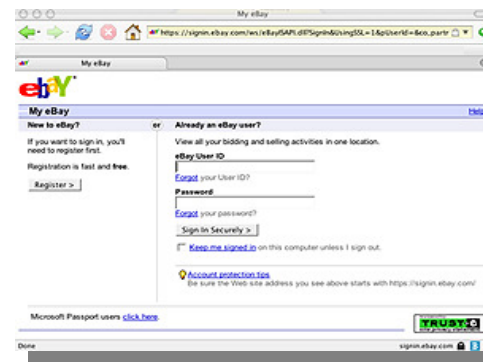 My eBay
https://signin.ebay.com/ws/eBayISAPI.dll?SignIn&UsingSSL=1&pUserId=&co_partr
My eBay
ebY
My eBay
Help
New to eBay? or Already an eBay user?
If you want to sign in, you'll
need to register first.
Registration is fast and free.
Register >
View all your bidding and selling activities in one location.
eBay User ID
Forgot your User ID?
Password
Forgot your password?
Sign In Securely >
Keep me signed in on this computer unless I sign out.
Account protection tips
Be sure the Web site address you see above starts with https://signin.ebay.com/
Microsoft Passport users click here.
TRUSTe
Done
signin.ebay.com